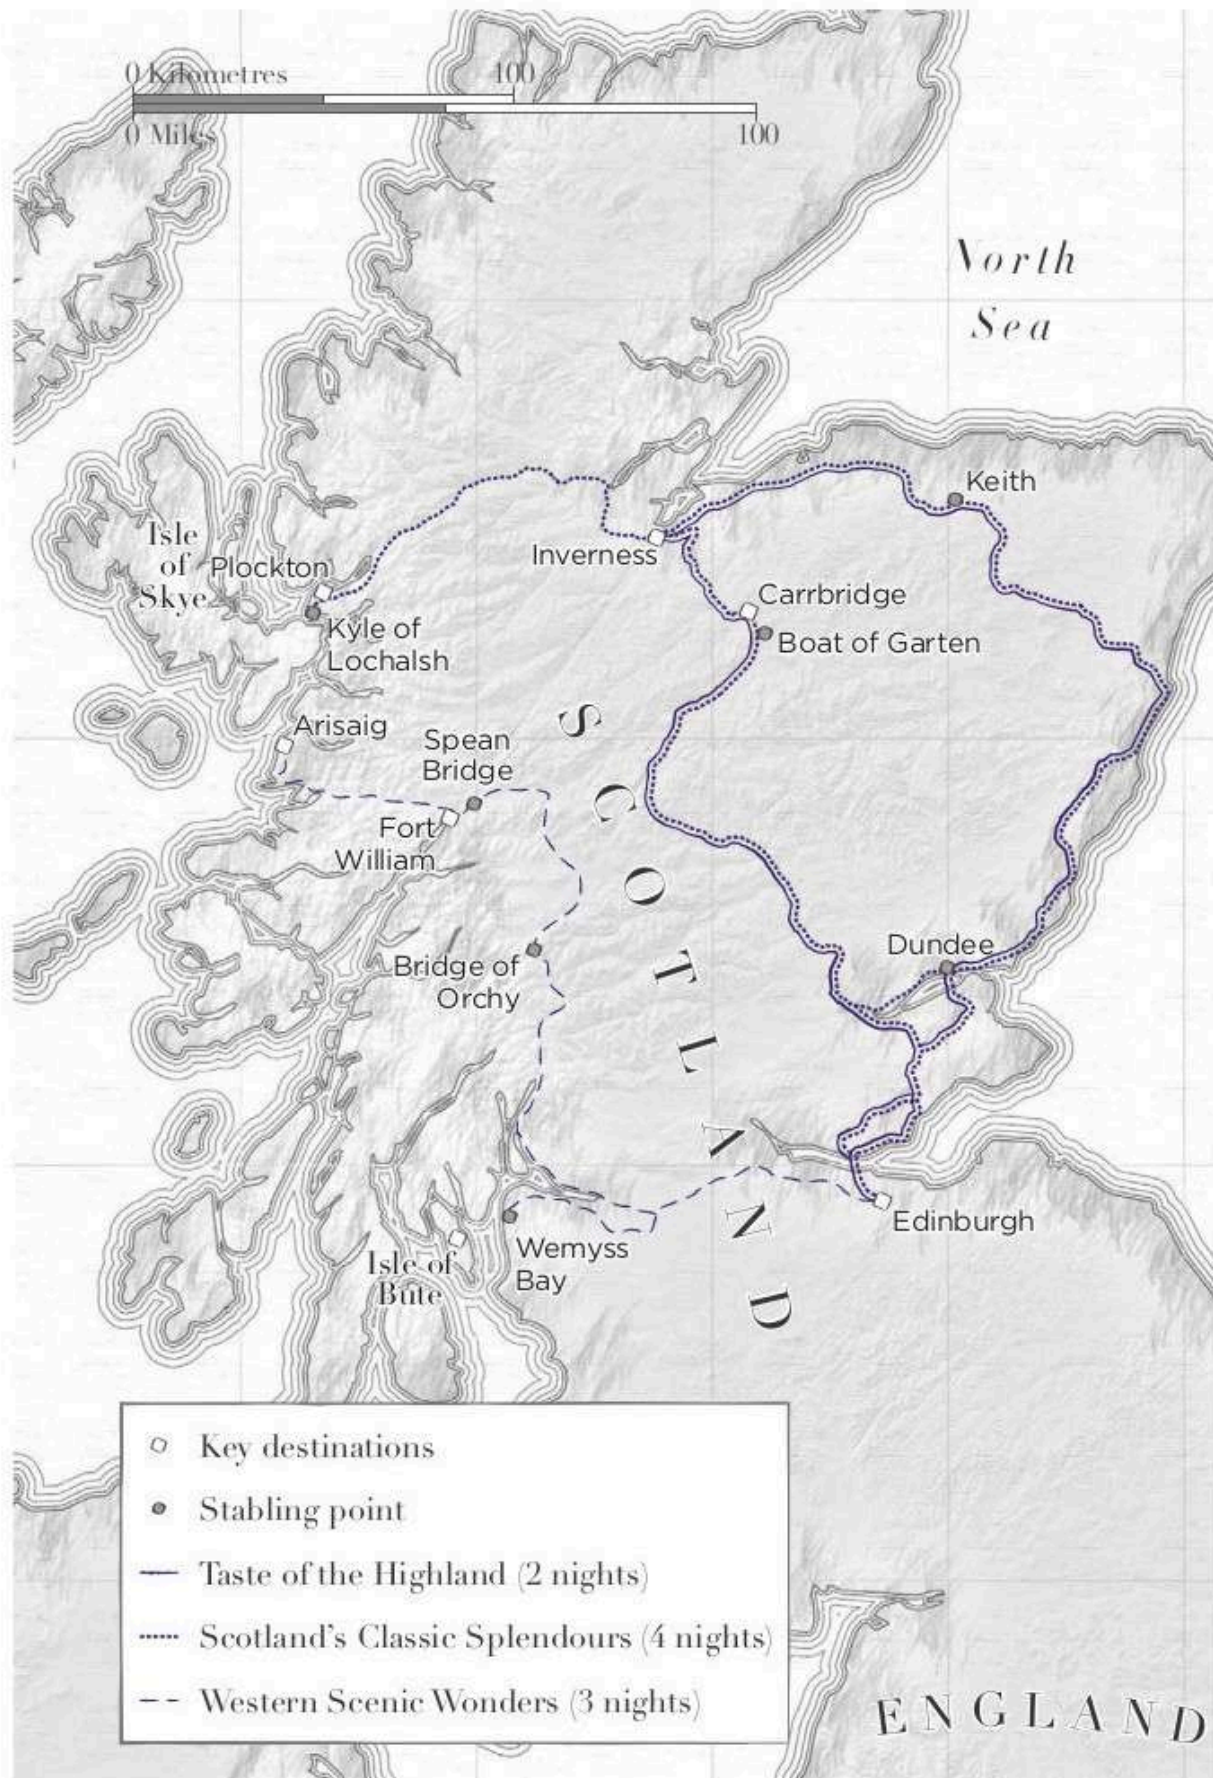 0 Kilometres 100
0 Miles 100
North
Sea
Keith
Inverness
Isle
of
Skye
Plockton
Kyle of
Lochalsh
Carrbridge
Boat of Garten
Arisaig
Spean
Bridge
Fort
William
SCOTLAND
Dundee
Bridge of
Orchy
Edinburgh
Wemyss
Bay
Isle of
Bute
Key destinations
Stabling point
Taste of the Highland (2 nights)
Scotland's Classic Splendours (4 nights)
Western Scenic Wonders (3 nights)
ENGLAND